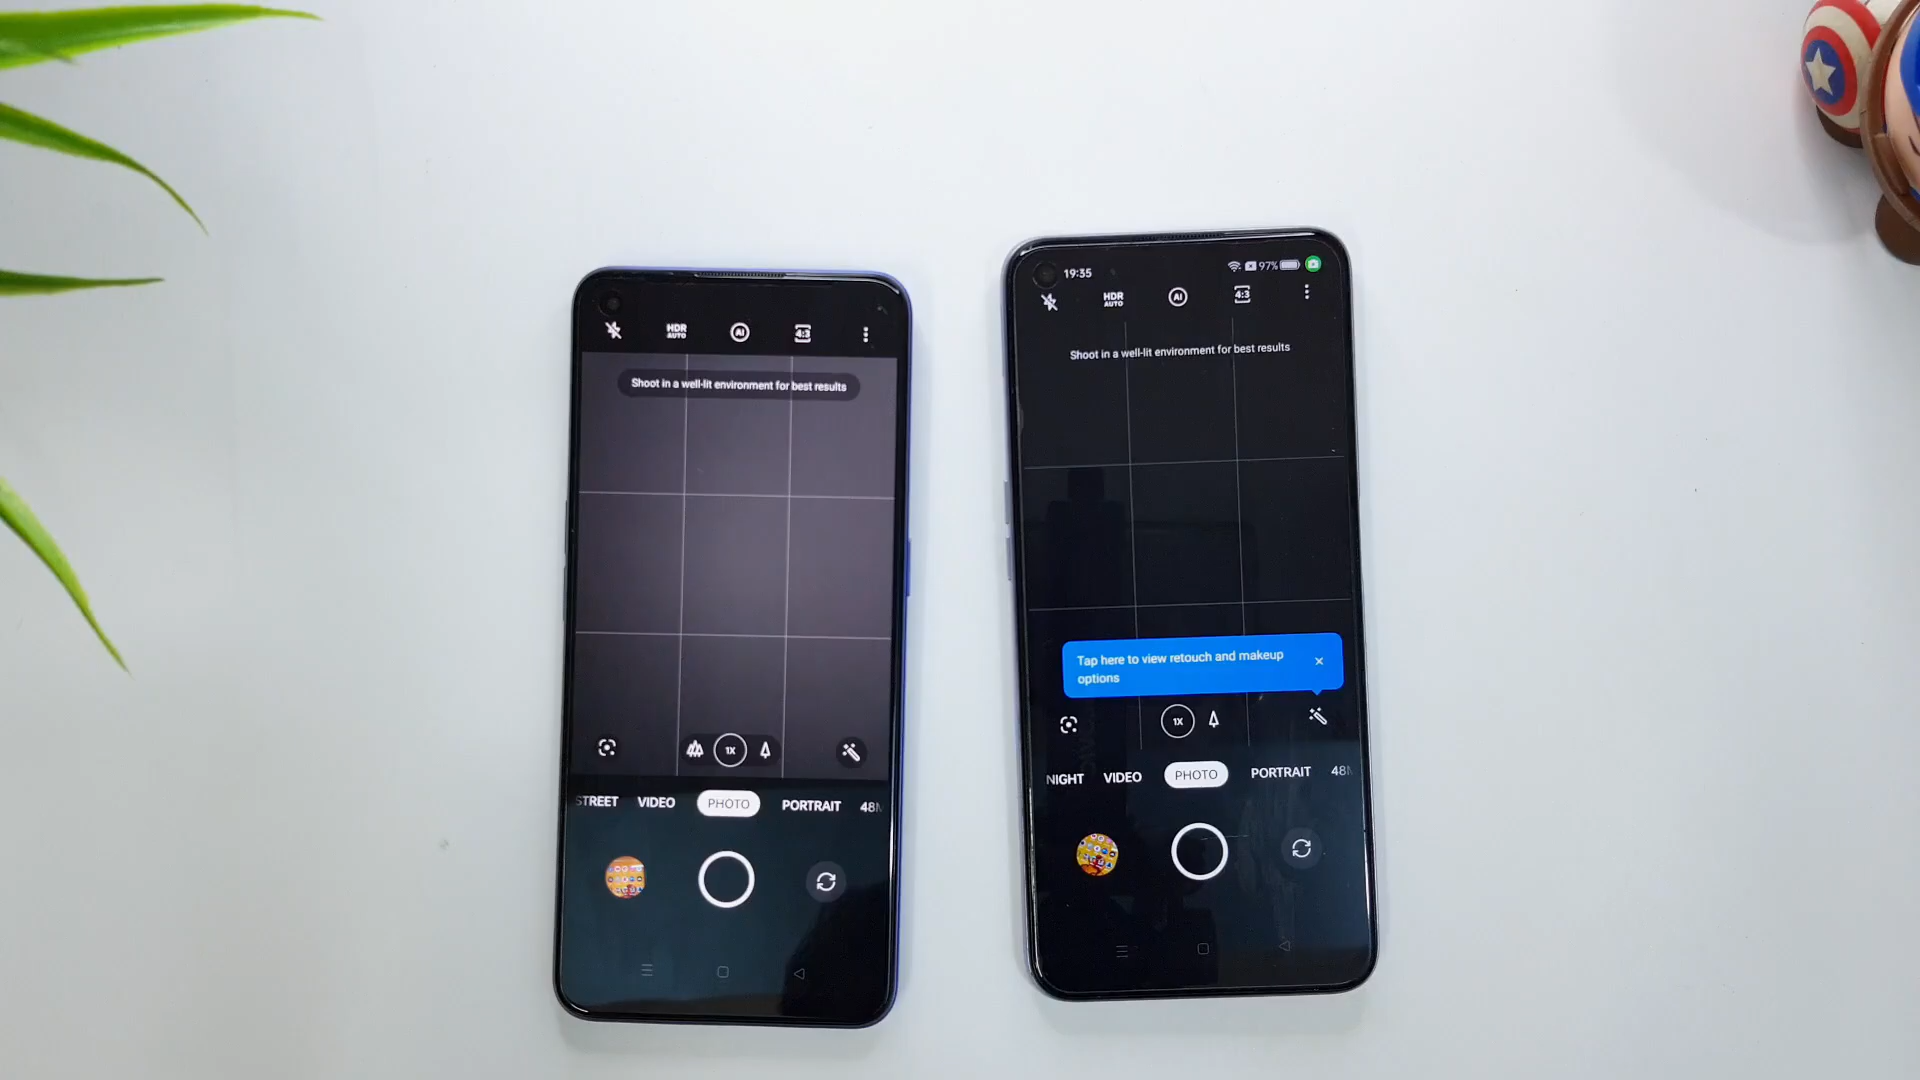 HDR
AUTO
AI
4:3
Shoot in a well-lit environment for best results
1X
STREET
VIDEO
PHOTO
PORTRAIT
48M
19:35
97%
HDR
AUTO
AI
4:3
Shoot in a well-lit environment for best results
Tap here to view retouch and makeup
options
1X
NIGHT
VIDEO
PHOTO
PORTRAIT
48M